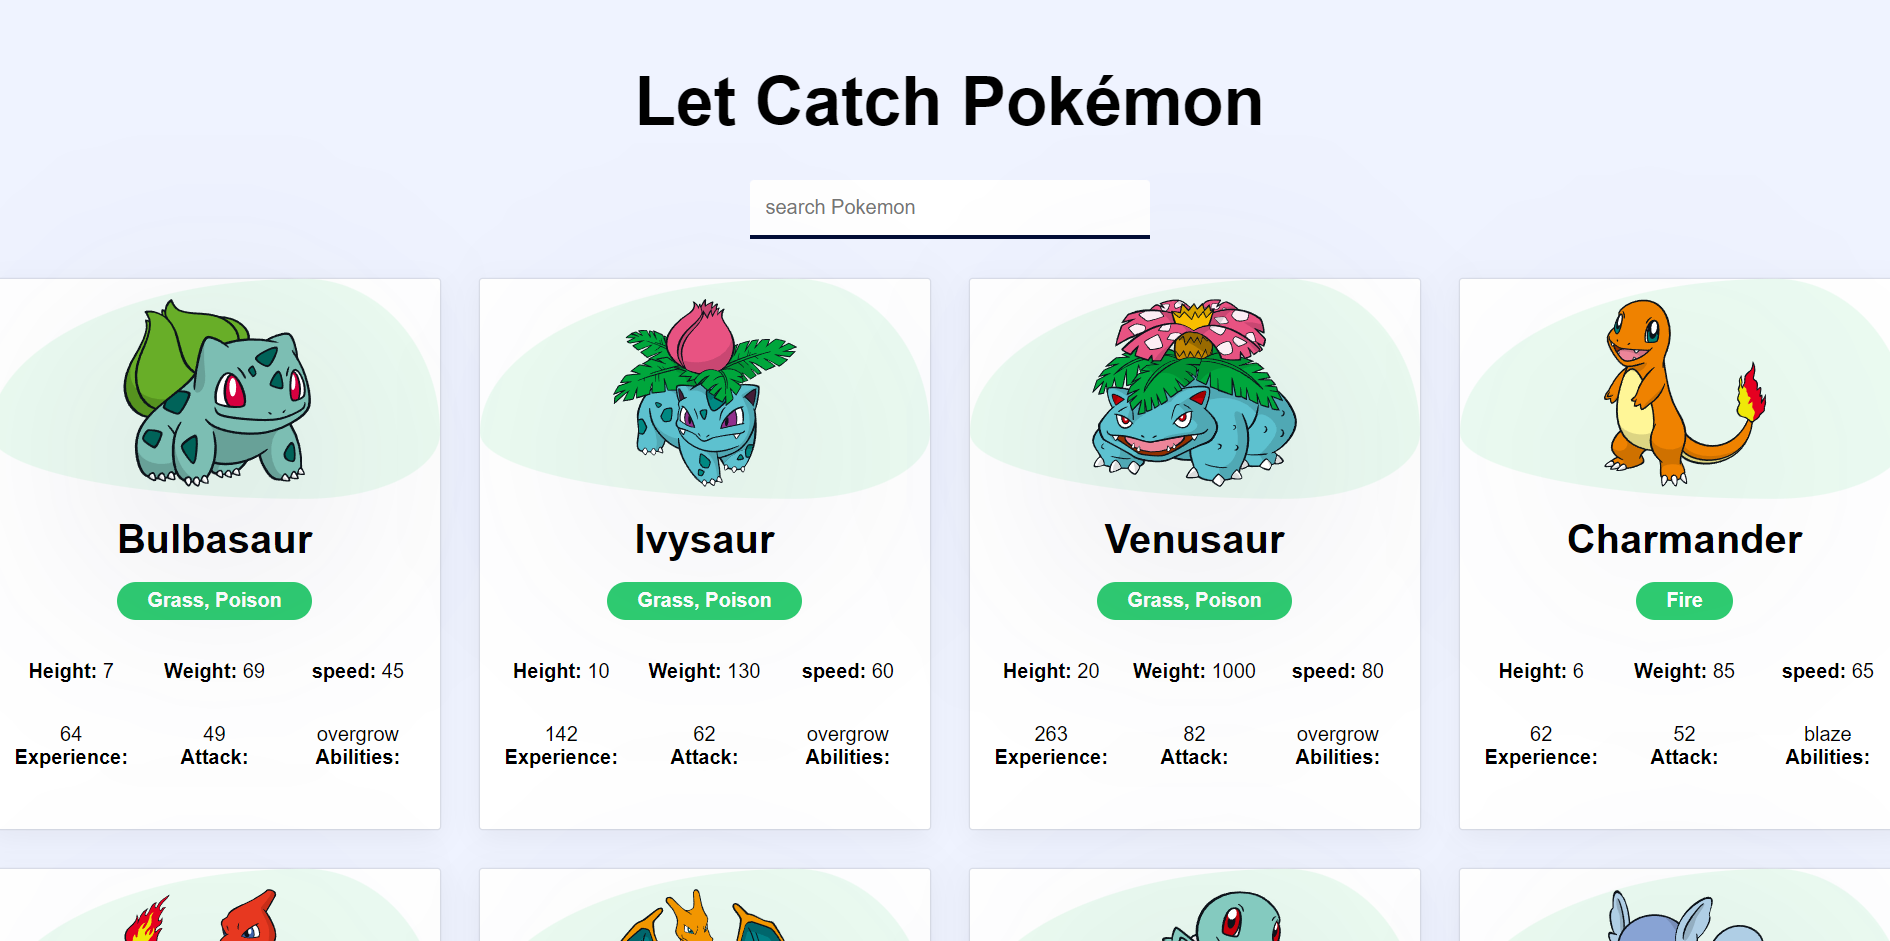 Let Catch Pokémon
search Pokemon
Bulbasaur
Grass, Poison
Height: 7 Weight: 69 speed: 45
64 49 overgrow
Experience: Attack: Abilities:
Ivysaur
Grass, Poison
Height: 10 Weight: 130 speed: 60
142 62 overgrow
Experience: Attack: Abilities:
Venusaur
Grass, Poison
Height: 20 Weight: 1000 speed: 80
263 82 overgrow
Experience: Attack: Abilities:
Charmander
Fire
Height: 6 Weight: 85 speed: 65
62 52 blaze
Experience: Attack: Abilities: